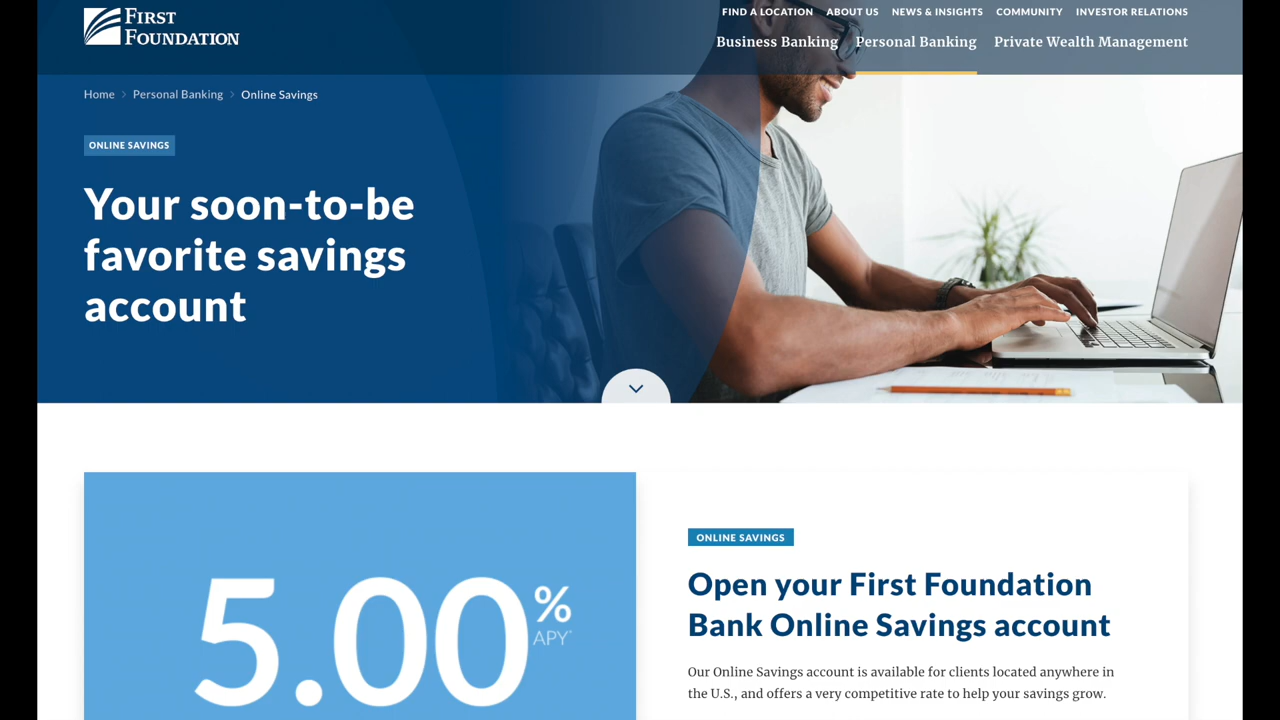 First
Foundation
FIND A LOCATION ABOUT US NEWS & INSIGHTS COMMUNITY INVESTOR RELATIONS
Business Banking Personal Banking Private Wealth Management
Home > Personal Banking > Online Savings
ONLINE SAVINGS
Your soon-to-be
favorite savings
account
5.00% APY*
ONLINE SAVINGS
Open your First Foundation
Bank Online Savings account
Our Online Savings account is available for clients located anywhere in
the U.S., and offers a very competitive rate to help your savings grow.